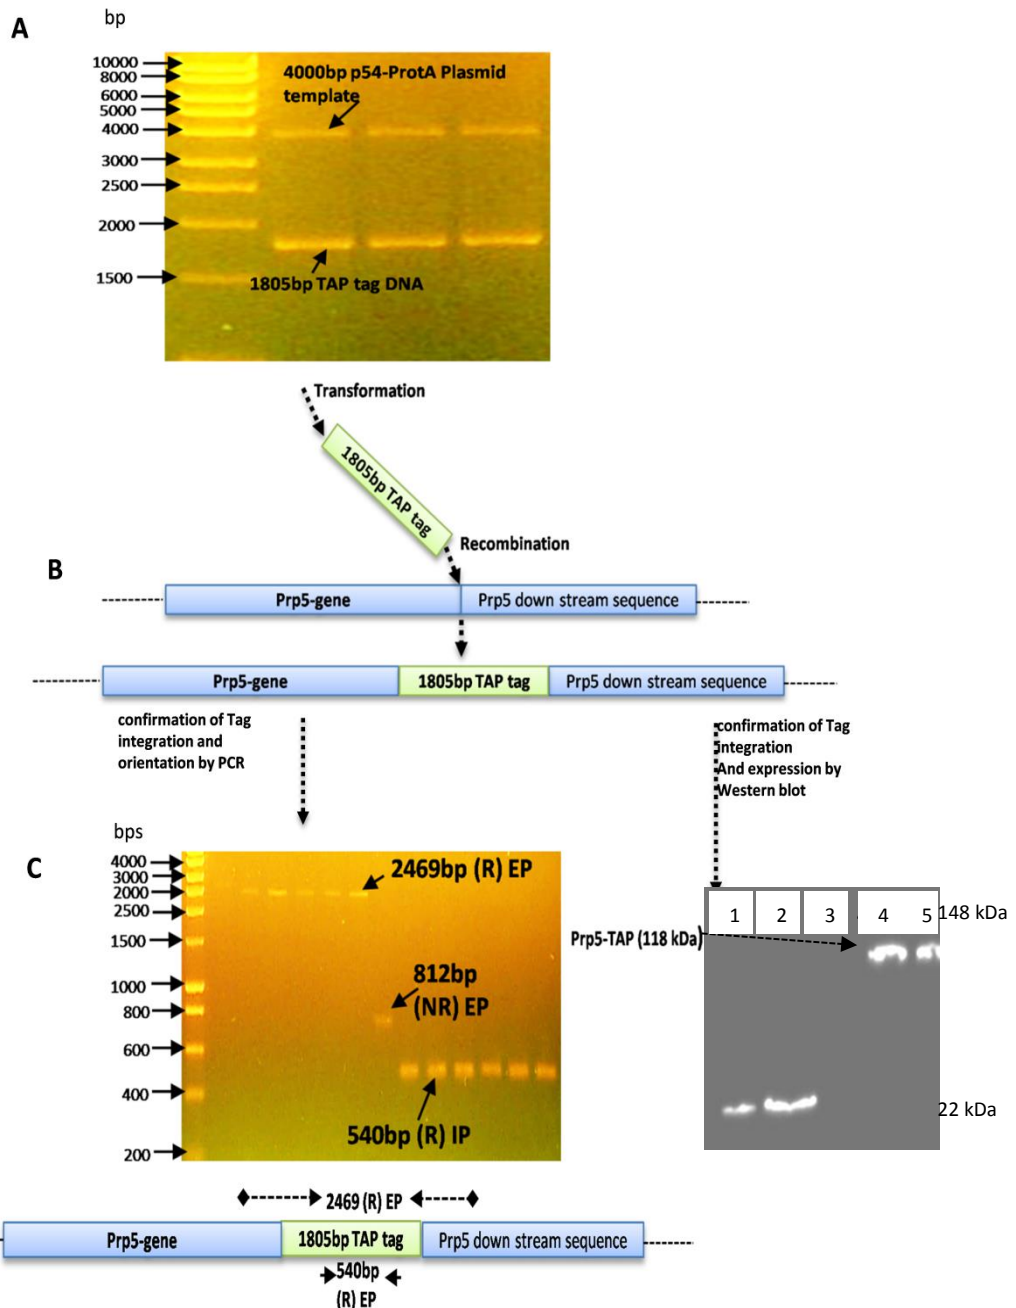 A
bp
10000
8000
6000
5000
4000
3000
2500
2000
1500
4000bp p54-ProtA Plasmid
template
1805bp TAP tag DNA
Transformation
1805bp TAP tag
Recombination
B
Prp5-gene
Prp5 down stream sequence
Prp5-gene
1805bp TAP tag
Prp5 down stream sequence
confirmation of Tag
integration and
orientation by PCR
confirmation of Tag
integration
And expression by
Western blot
bps
C
4000
3000
2000
2500
1500
1000
800
600
400
200
2469bp (R) EP
812bp
(NR) EP
540bp (R) IP
Prp5-TAP (118 kDa)
1 2 3 4 5
148 kDa
22 kDa
2469 (R) EP
Prp5-gene
1805bp TAP tag
Prp5 down stream sequence
540bp
(R) EP